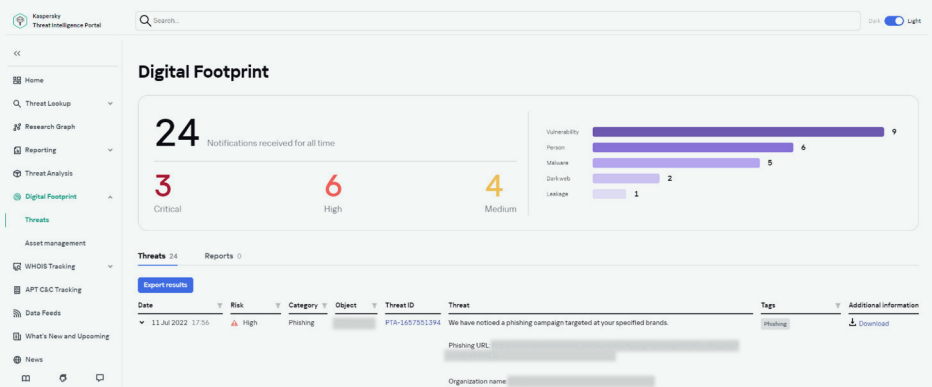 Kaspersky
Threat Intelligence Portal
Search...
Dark Light
Home
Threat Lookup
Research Graph
Reporting
Threat Analysis
Digital Footprint
Threats
Asset management
WHOIS Tracking
APT C&C Tracking
Data Feeds
What's New and Upcoming
News
Digital Footprint
24 Notifications received for all time
3 6 4
Critical High Medium
Vulnerability 9
Person 6
Malware 5
Darkweb 2
Leakage 1
Threats 24 Reports 0
Export results
Date Risk Category Object Threat ID Threat Tags Additional information
11 Jul 2022 17:56 High Phishing PTA-1657551394 We have noticed a phishing campaign targeted at your specified brands. Phishing Download
Phishing URL:
Organization name: